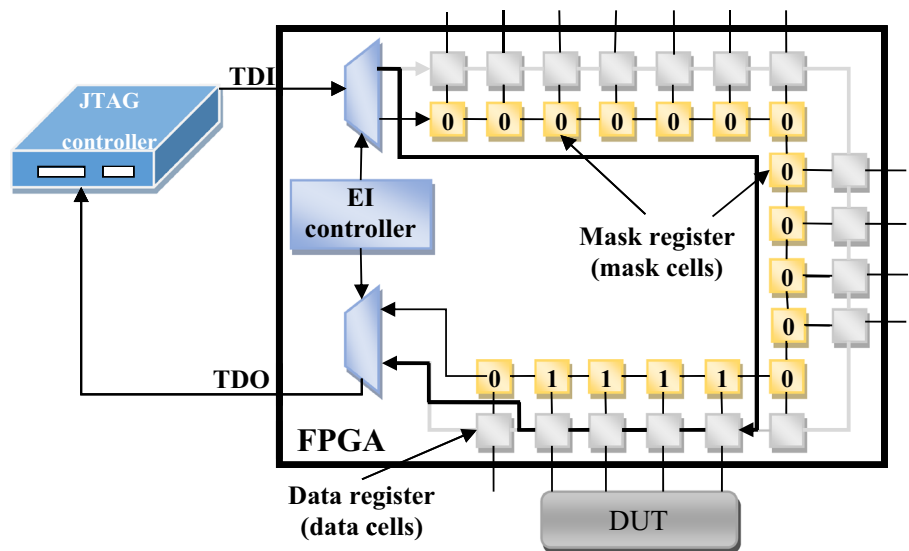 TDI
JTAG
controller
0 0 0 0 0 0 0
0
EI
controller
Mask register
(mask cells)
0
0
0
0 1 1 1 1 0
TDO
FPGA
Data register
(data cells)
DUT